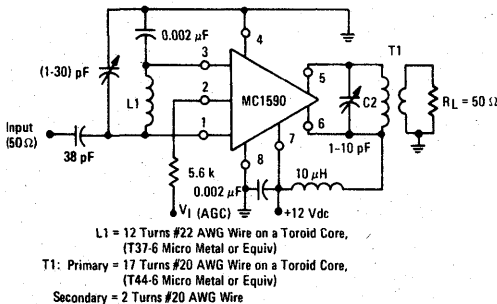 0.002 μF
3
4
T1
(1-30) pF
L1
2
MC1590
5
C2
RL = 50 Ω
Input
(50 Ω)
1
6
7
1-10 pF
38 pF
5.6 k
8
10 μH
0.002 μF
VI (AGC)
+12 Vdc
L1 = 12 Turns #22 AWG Wire on a Toroid Core,
(T37-6 Micro Metal or Equiv)
T1: Primary = 17 Turns #20 AWG Wire on a Toroid Core,
(T44-6 Micro Metal or Equiv)
Secondary = 2 Turns #20 AWG Wire